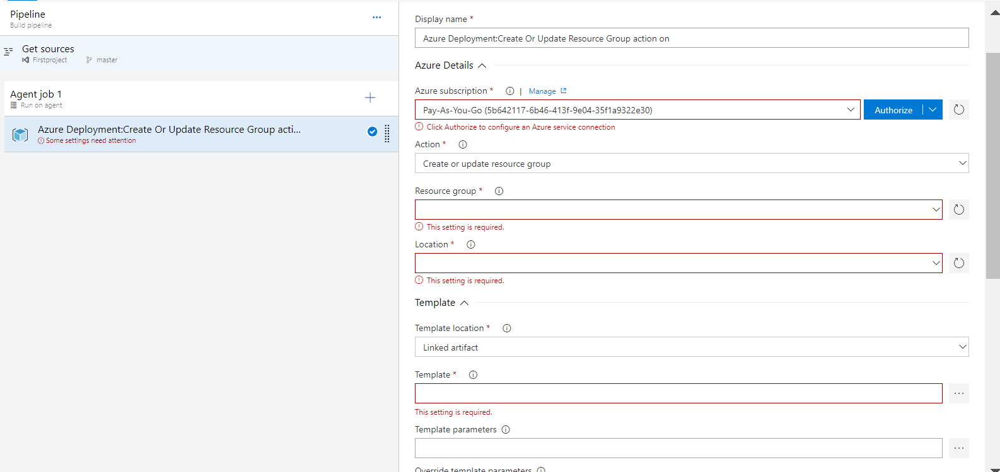 Pipeline
Build pipeline
Get sources
Firstproject master
Agent job 1
Run on agent
Azure Deployment:Create Or Update Resource Group acti...
Some settings need attention
Display name *
Azure Deployment:Create Or Update Resource Group action on
Azure Details
Azure subscription * | Manage
Pay-As-You-Go (5b642117-6b46-413f-9e04-35f1a9322e30)
Authorize
Click Authorize to configure an Azure service connection
Action *
Create or update resource group
Resource group *
This setting is required.
Location *
This setting is required.
Template
Template location *
Linked artifact
Template *
This setting is required.
Template parameters
Override template parameters